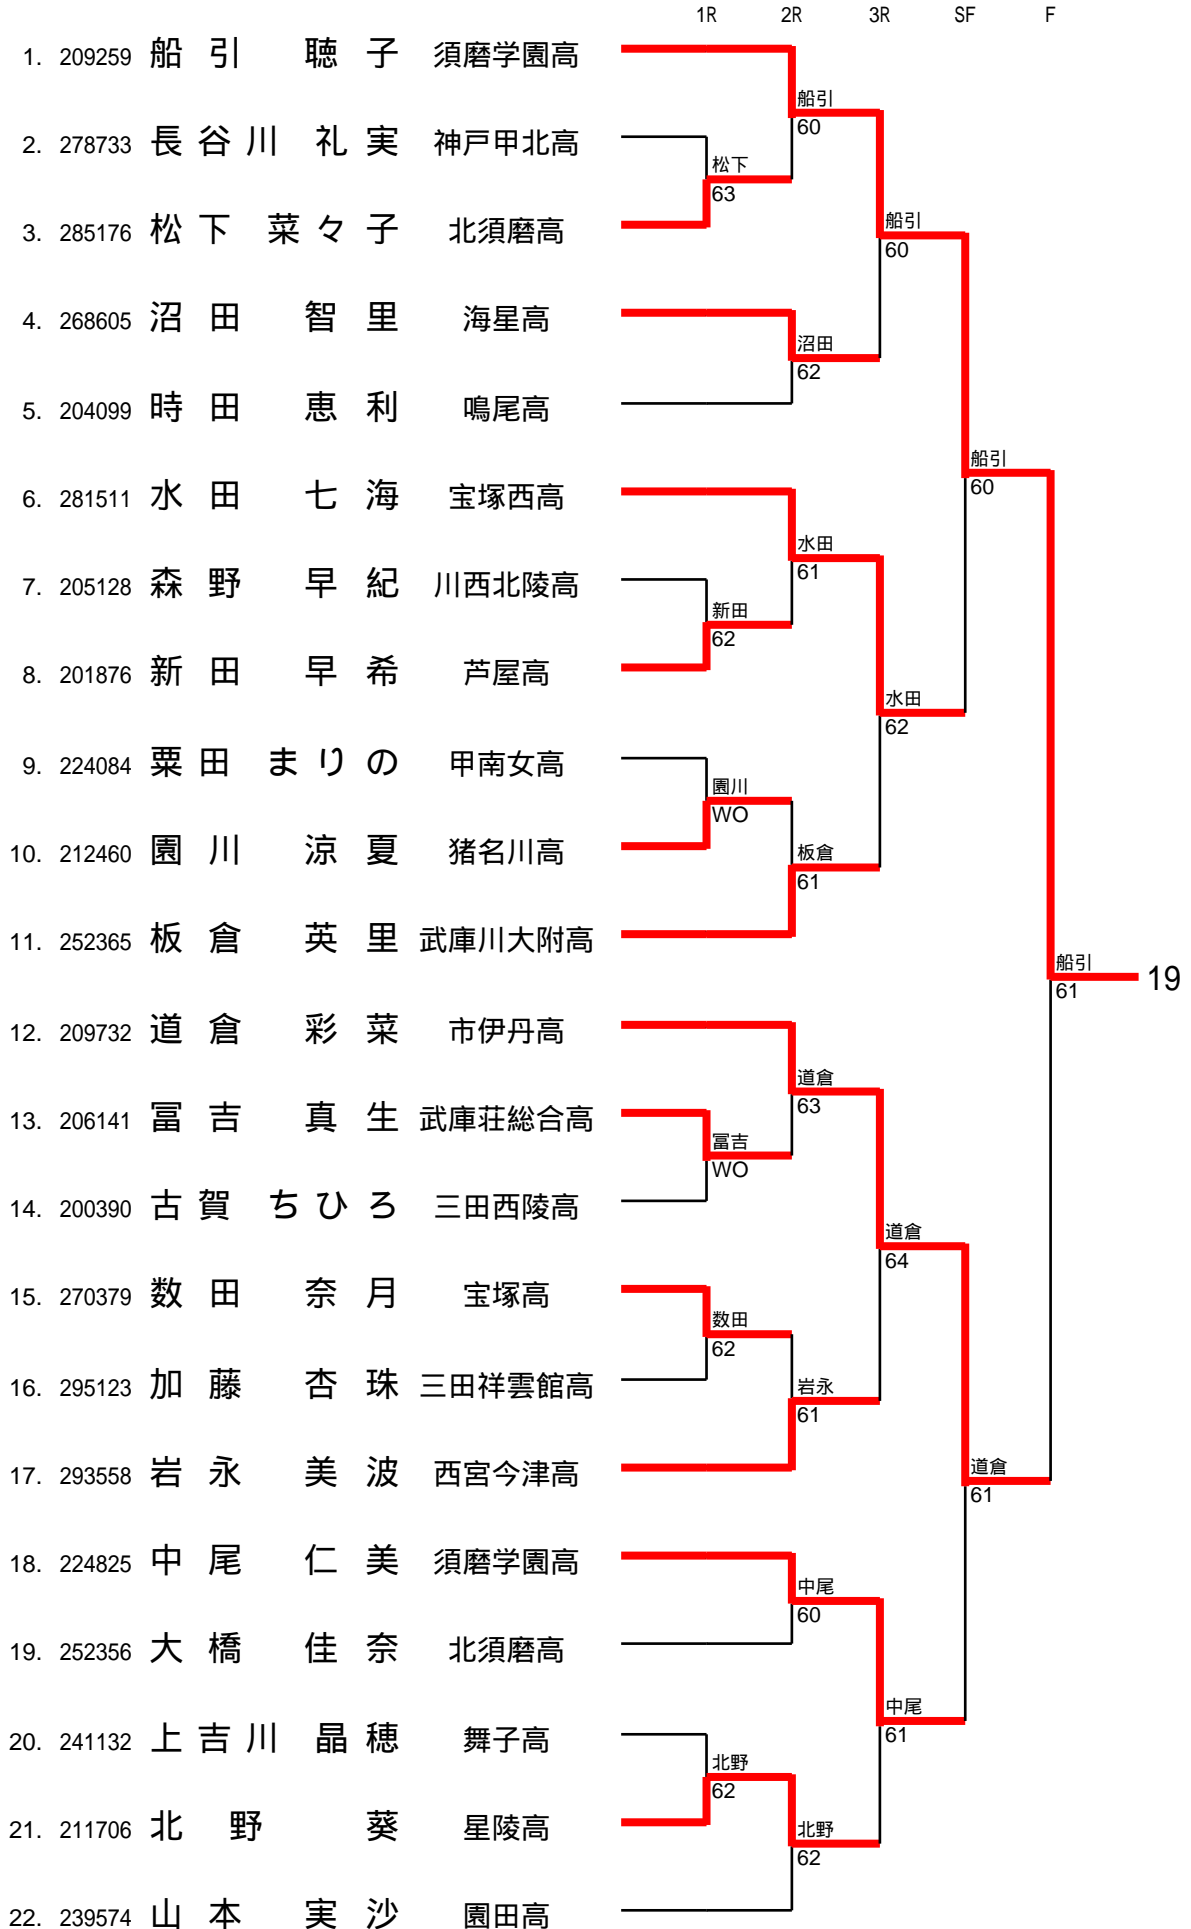 1R 2R 3R SF F
1. 209259 船引 聴子 須磨学園高
船引
60
2. 278733 長谷川 礼実 神戸甲北高
松下
63
3. 285176 松下 菜々子 北須磨高
船引
60
4. 268605 沼田 智里 海星高
沼田
62
5. 204099 時田 恵利 鳴尾高
船引
60
6. 281511 水田 七海 宝塚西高
水田
61
7. 205128 森野 早紀 川西北陵高
新田
62
8. 201876 新田 早希 芦屋高
水田
62
9. 224084 粟田 まりの 甲南女高
園川
WO
10. 212460 園川 涼夏 猪名川高
板倉
61
11. 252365 板倉 英里 武庫川大附高
船引
61
19
12. 209732 道倉 彩菜 市伊丹高
道倉
63
13. 206141 冨吉 真生 武庫荘総合高
冨吉
WO
14. 200390 古賀 ちひろ 三田西陵高
道倉
64
15. 270379 数田 奈月 宝塚高
数田
62
16. 295123 加藤 杏珠 三田祥雲館高
岩永
61
17. 293558 岩永 美波 西宮今津高
道倉
61
18. 224825 中尾 仁美 須磨学園高
中尾
60
19. 252356 大橋 佳奈 北須磨高
中尾
61
20. 241132 上吉川 晶穂 舞子高
北野
62
21. 211706 北野 葵 星陵高
北野
62
22. 239574 山本 実沙 園田高